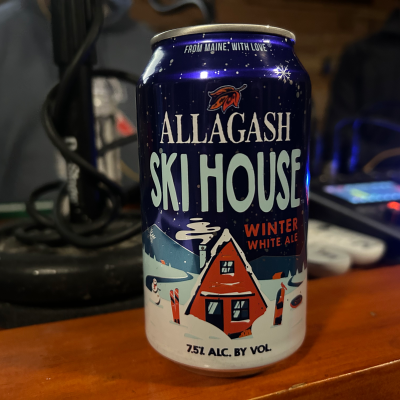 FROM MAINE, WITH LOVE
ALLAGASH
SKI HOUSE
WINTER
WHITE ALE
7.5% ALC. BY VOL.